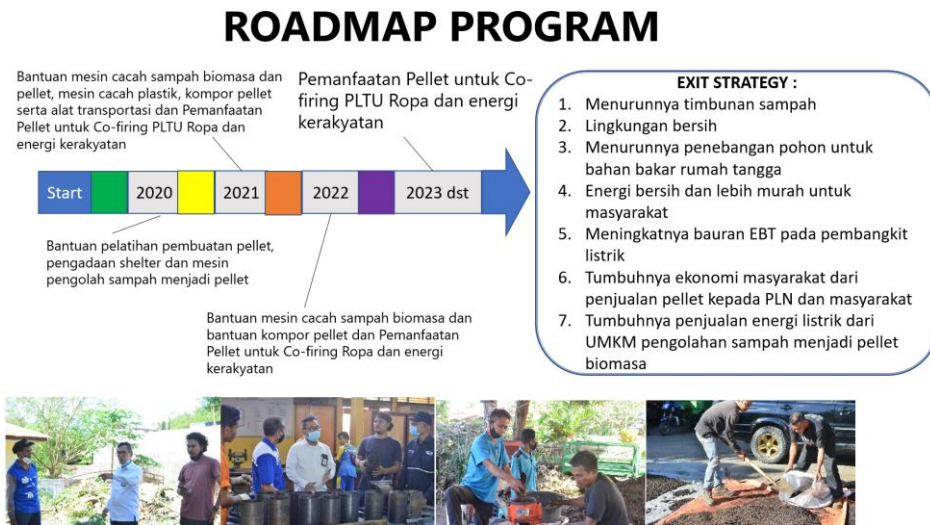 ROADMAP PROGRAM
Bantuan mesin cacah sampah biomasa dan
pellet, mesin cacah plastik, kompor pellet
serta alat transportasi dan Pemanfaatan
Pellet untuk Co-firing PLTU Ropa dan
energi kerakyatan
Pemanfaatan Pellet untuk Co-
firing PLTU Ropa dan energi
kerakyatan
Start
2020
2021
2022
2023 dst
Bantuan pelatihan pembuatan pellet,
pengadaan shelter dan mesin
pengolah sampah menjadi pellet
Bantuan mesin cacah sampah biomasa dan
bantuan kompor pellet dan Pemanfaatan
Pellet untuk Co-firing Ropa dan energi
kerakyatan
EXIT STRATEGY :
1. Menurunnya timbunan sampah
2. Lingkungan bersih
3. Menurunnya penebangan pohon untuk
bahan bakar rumah tangga
4. Energi bersih dan lebih murah untuk
masyarakat
5. Meningkatnya bauran EBT pada pembangkit
listrik
6. Tumbuhnya ekonomi masyarakat dari
penjualan pellet kepada PLN dan masyarakat
7. Tumbuhnya penjualan energi listrik dari
UMKM pengolahan sampah menjadi pellet
biomasa